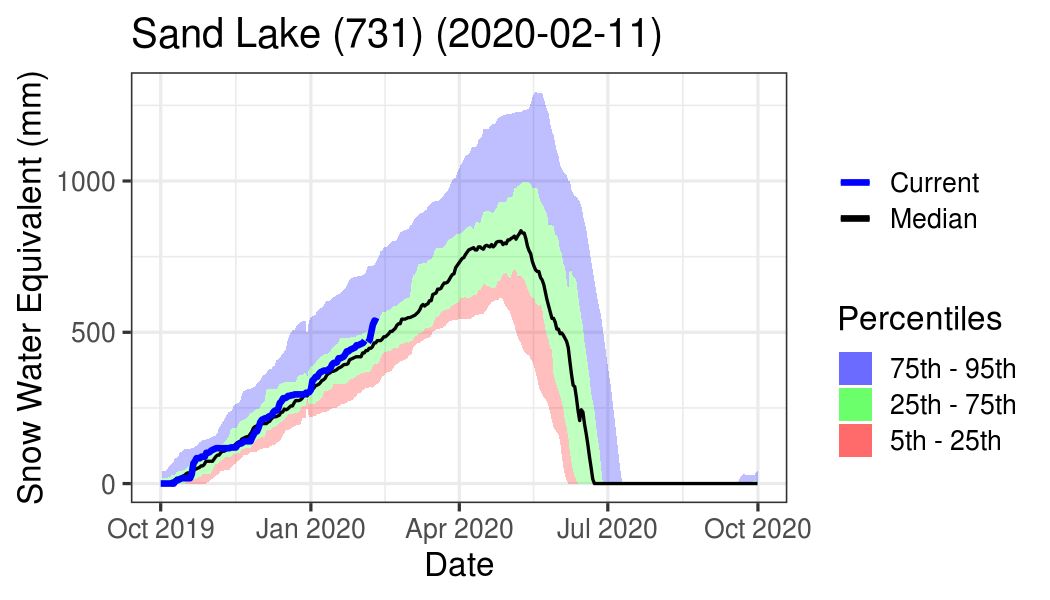 Sand Lake (731) (2020-02-11)
Snow Water Equivalent (mm)
1000
500
0
Oct 2019 Jan 2020 Apr 2020 Jul 2020 Oct 2020
Date
Current
Median
Percentiles
75th - 95th
25th - 75th
5th - 25th